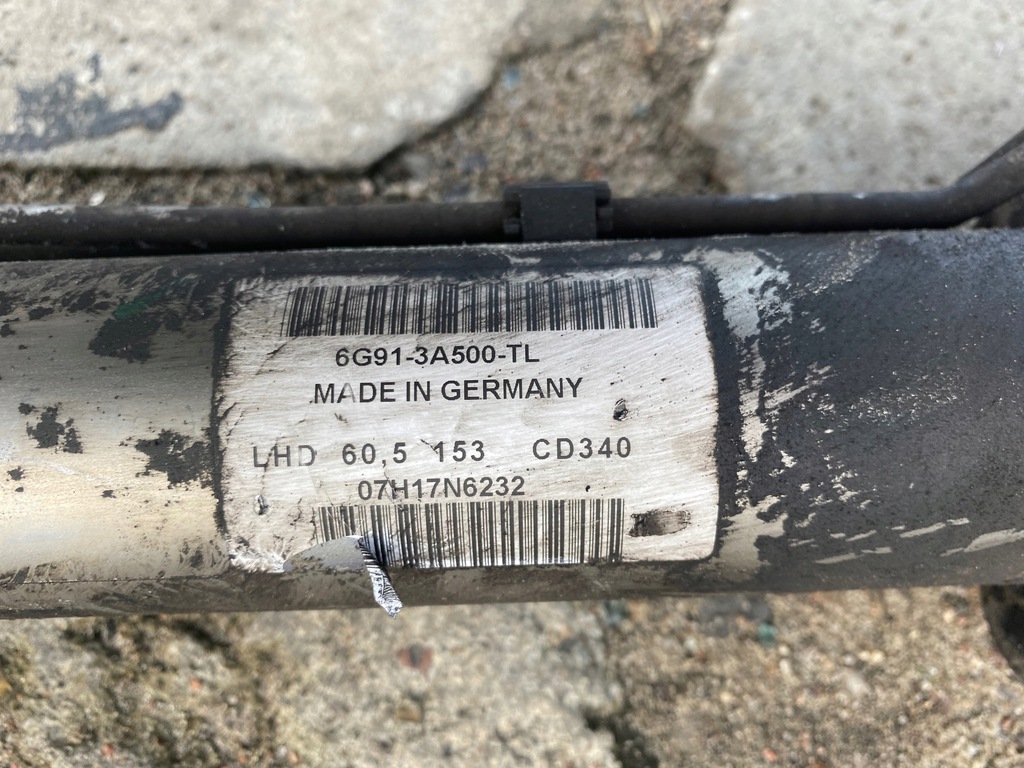 6G91-3A500-TL
MADE IN GERMANY
LHD 60,5 153 CD340
07H17N6232